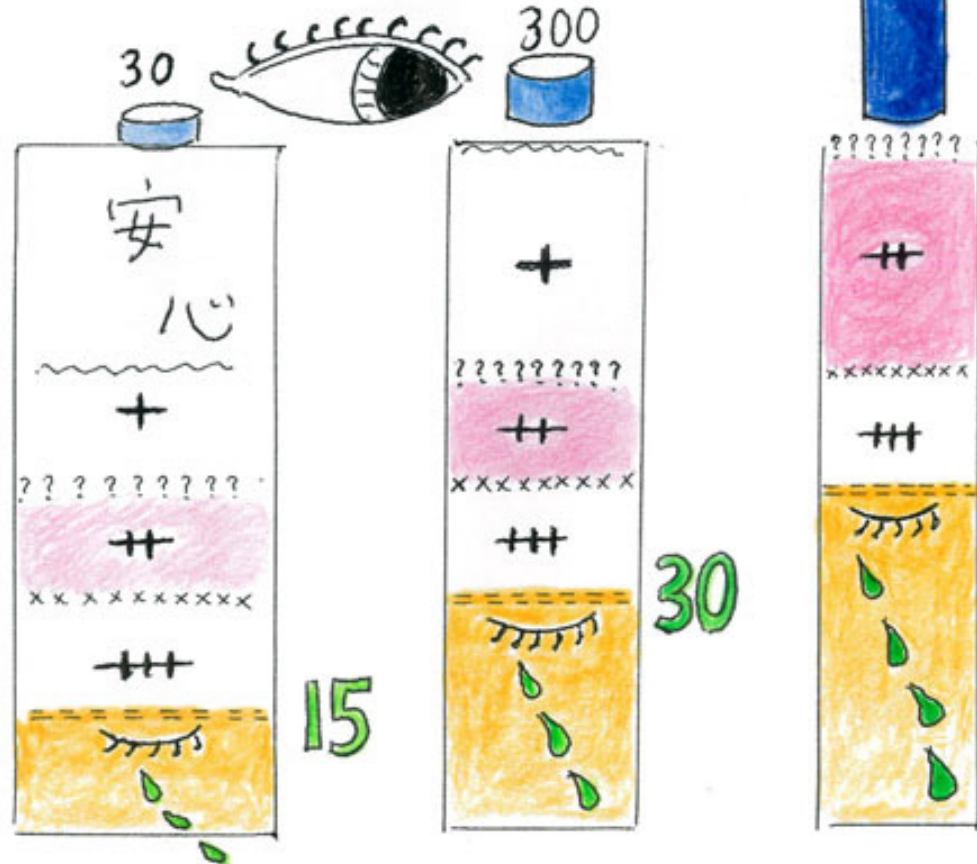 30
300
安
心
+
? ? ? ? ? ? ? ?
++
x x x x x x x x x
+++
15
+
? ? ? ? ? ? ? ? ?
++
x x x x x x x x
+++
30
? ? ? ? ? ? ? ?
++
x x x x x x x x
+++